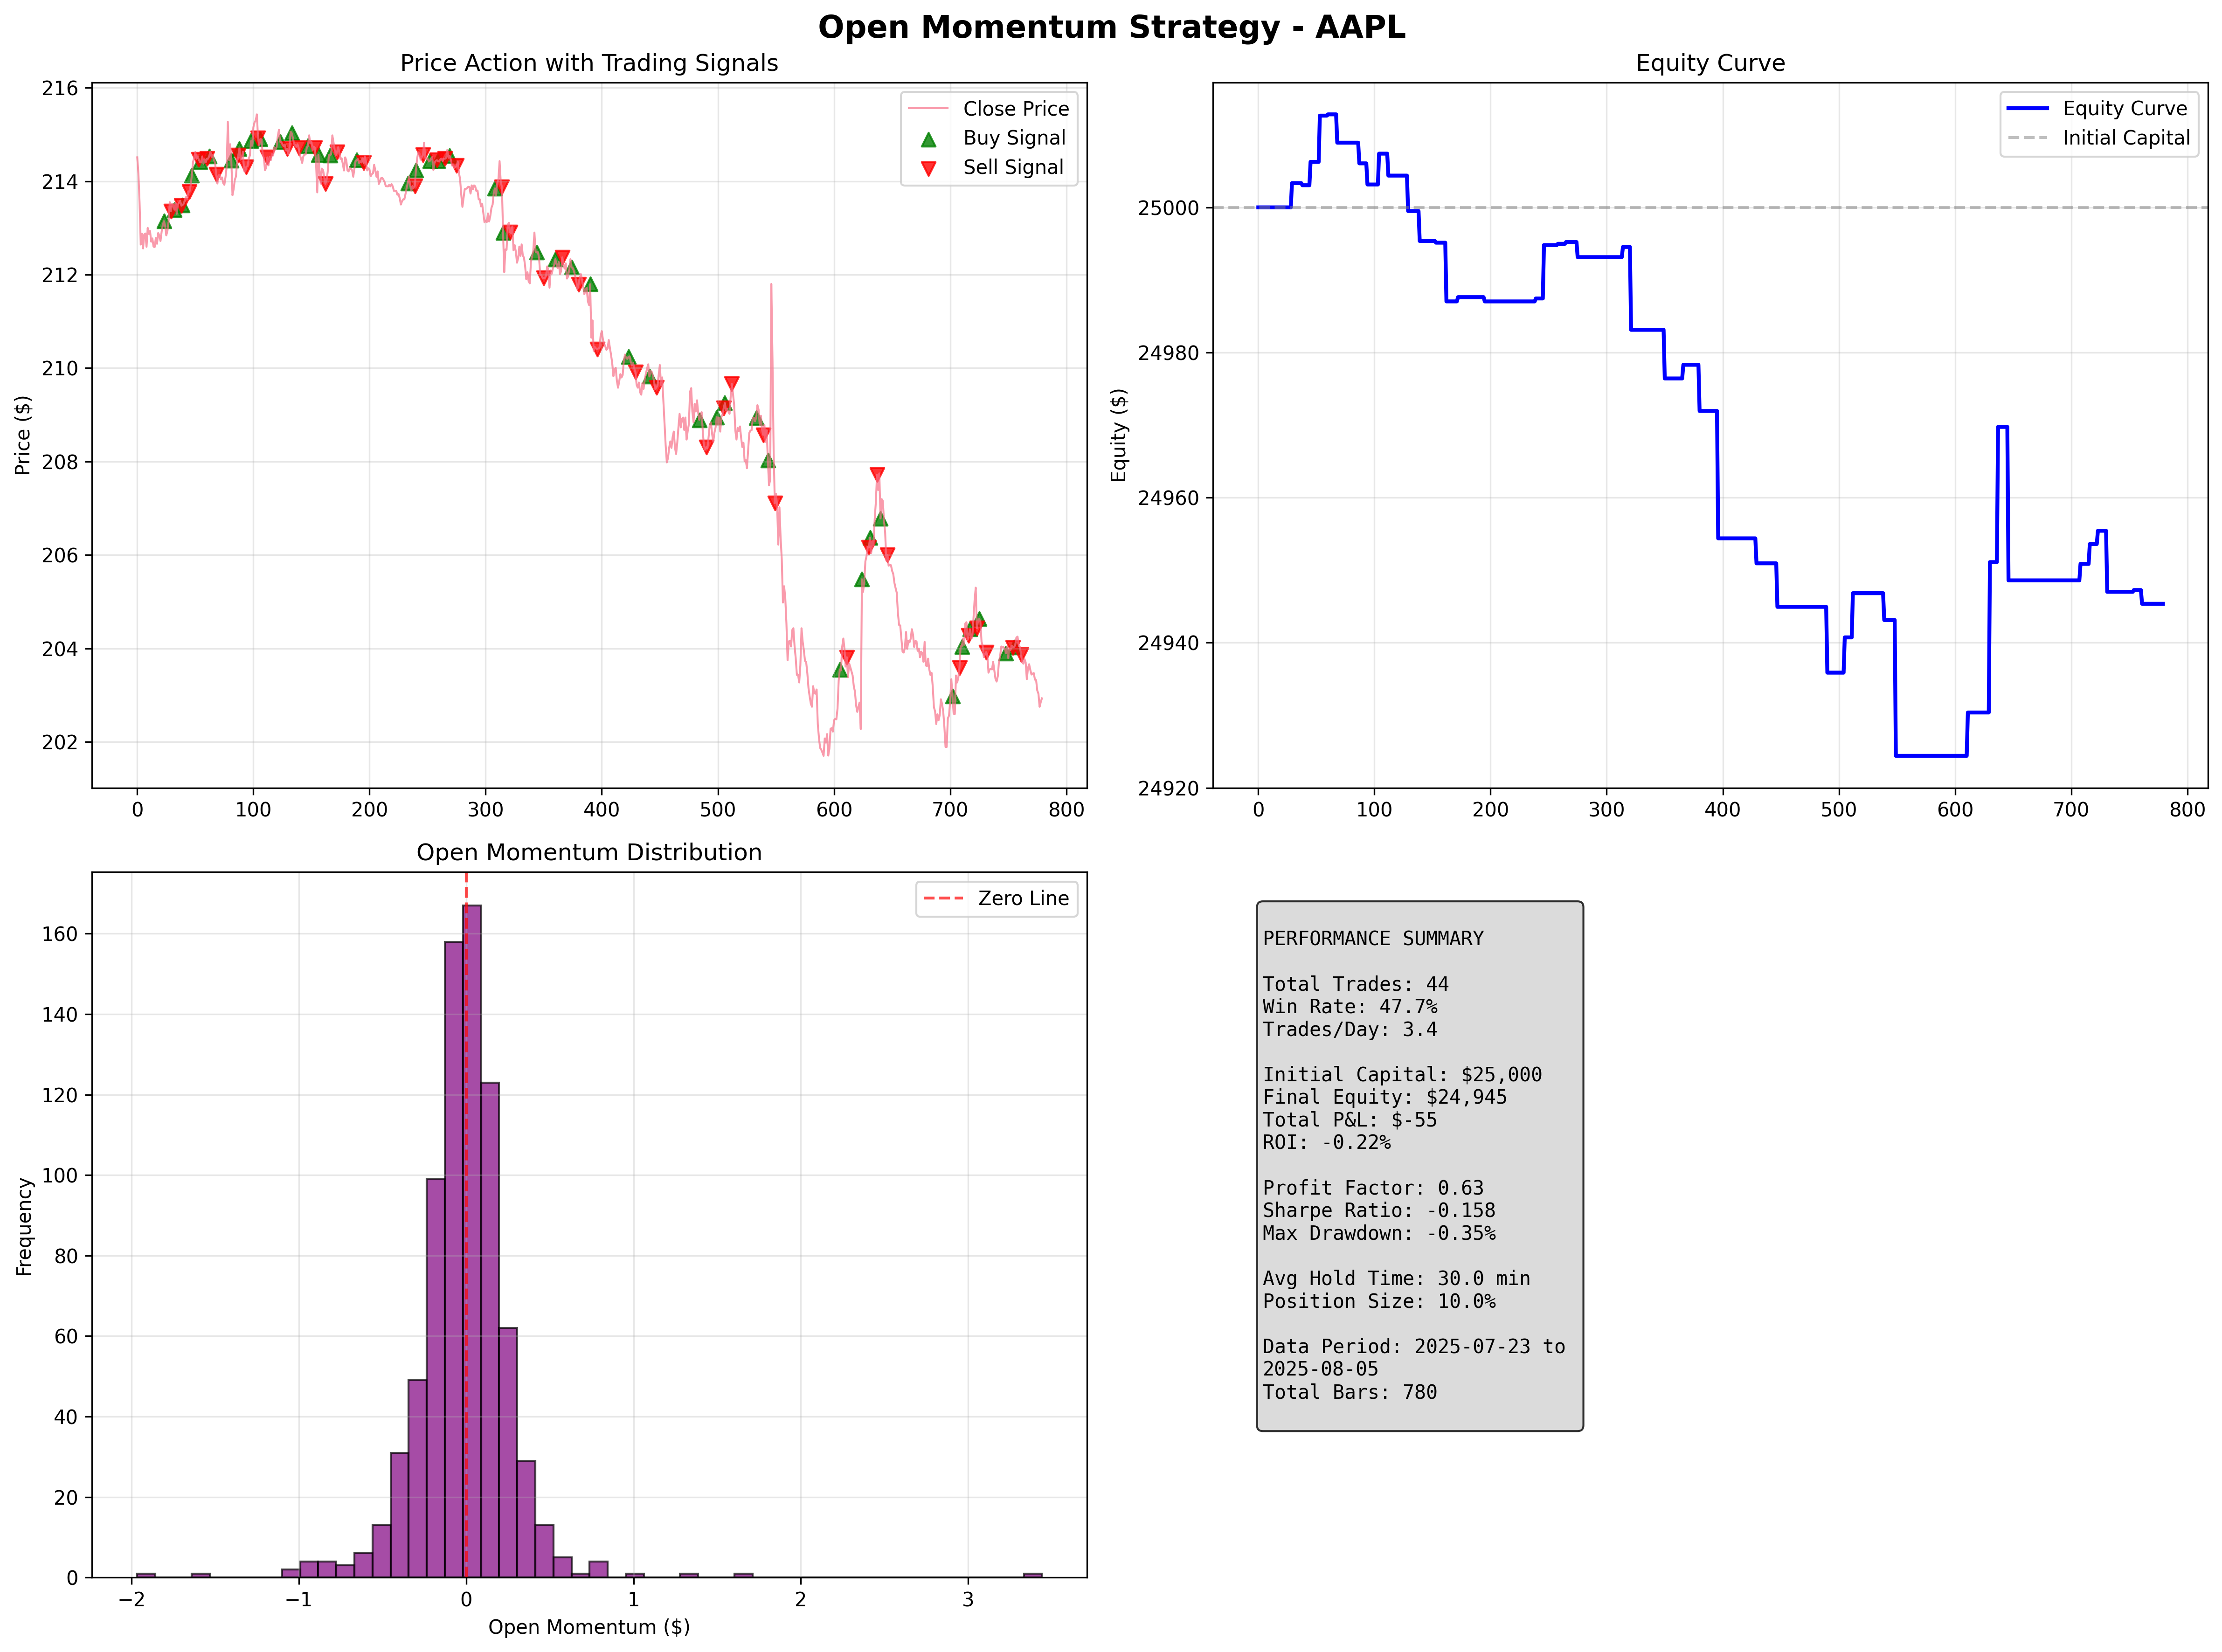 Open Momentum Strategy - AAPL
Price Action with Trading Signals
216
214
212
210
208
206
204
202
Price ($)
0 100 200 300 400 500 600 700 800
Close Price
Buy Signal
Sell Signal
Equity Curve
25000
24980
24960
24940
24920
Equity ($)
0 100 200 300 400 500 600 700 800
Equity Curve
Initial Capital
Open Momentum Distribution
160
140
120
100
80
60
40
20
0
Frequency
−2 −1 0 1 2 3
Open Momentum ($)
Zero Line
PERFORMANCE SUMMARY
Total Trades: 44
Win Rate: 47.7%
Trades/Day: 3.4
Initial Capital: $25,000
Final Equity: $24,945
Total P&L: $-55
ROI: -0.22%
Profit Factor: 0.63
Sharpe Ratio: -0.158
Max Drawdown: -0.35%
Avg Hold Time: 30.0 min
Position Size: 10.0%
Data Period: 2025-07-23 to
2025-08-05
Total Bars: 780